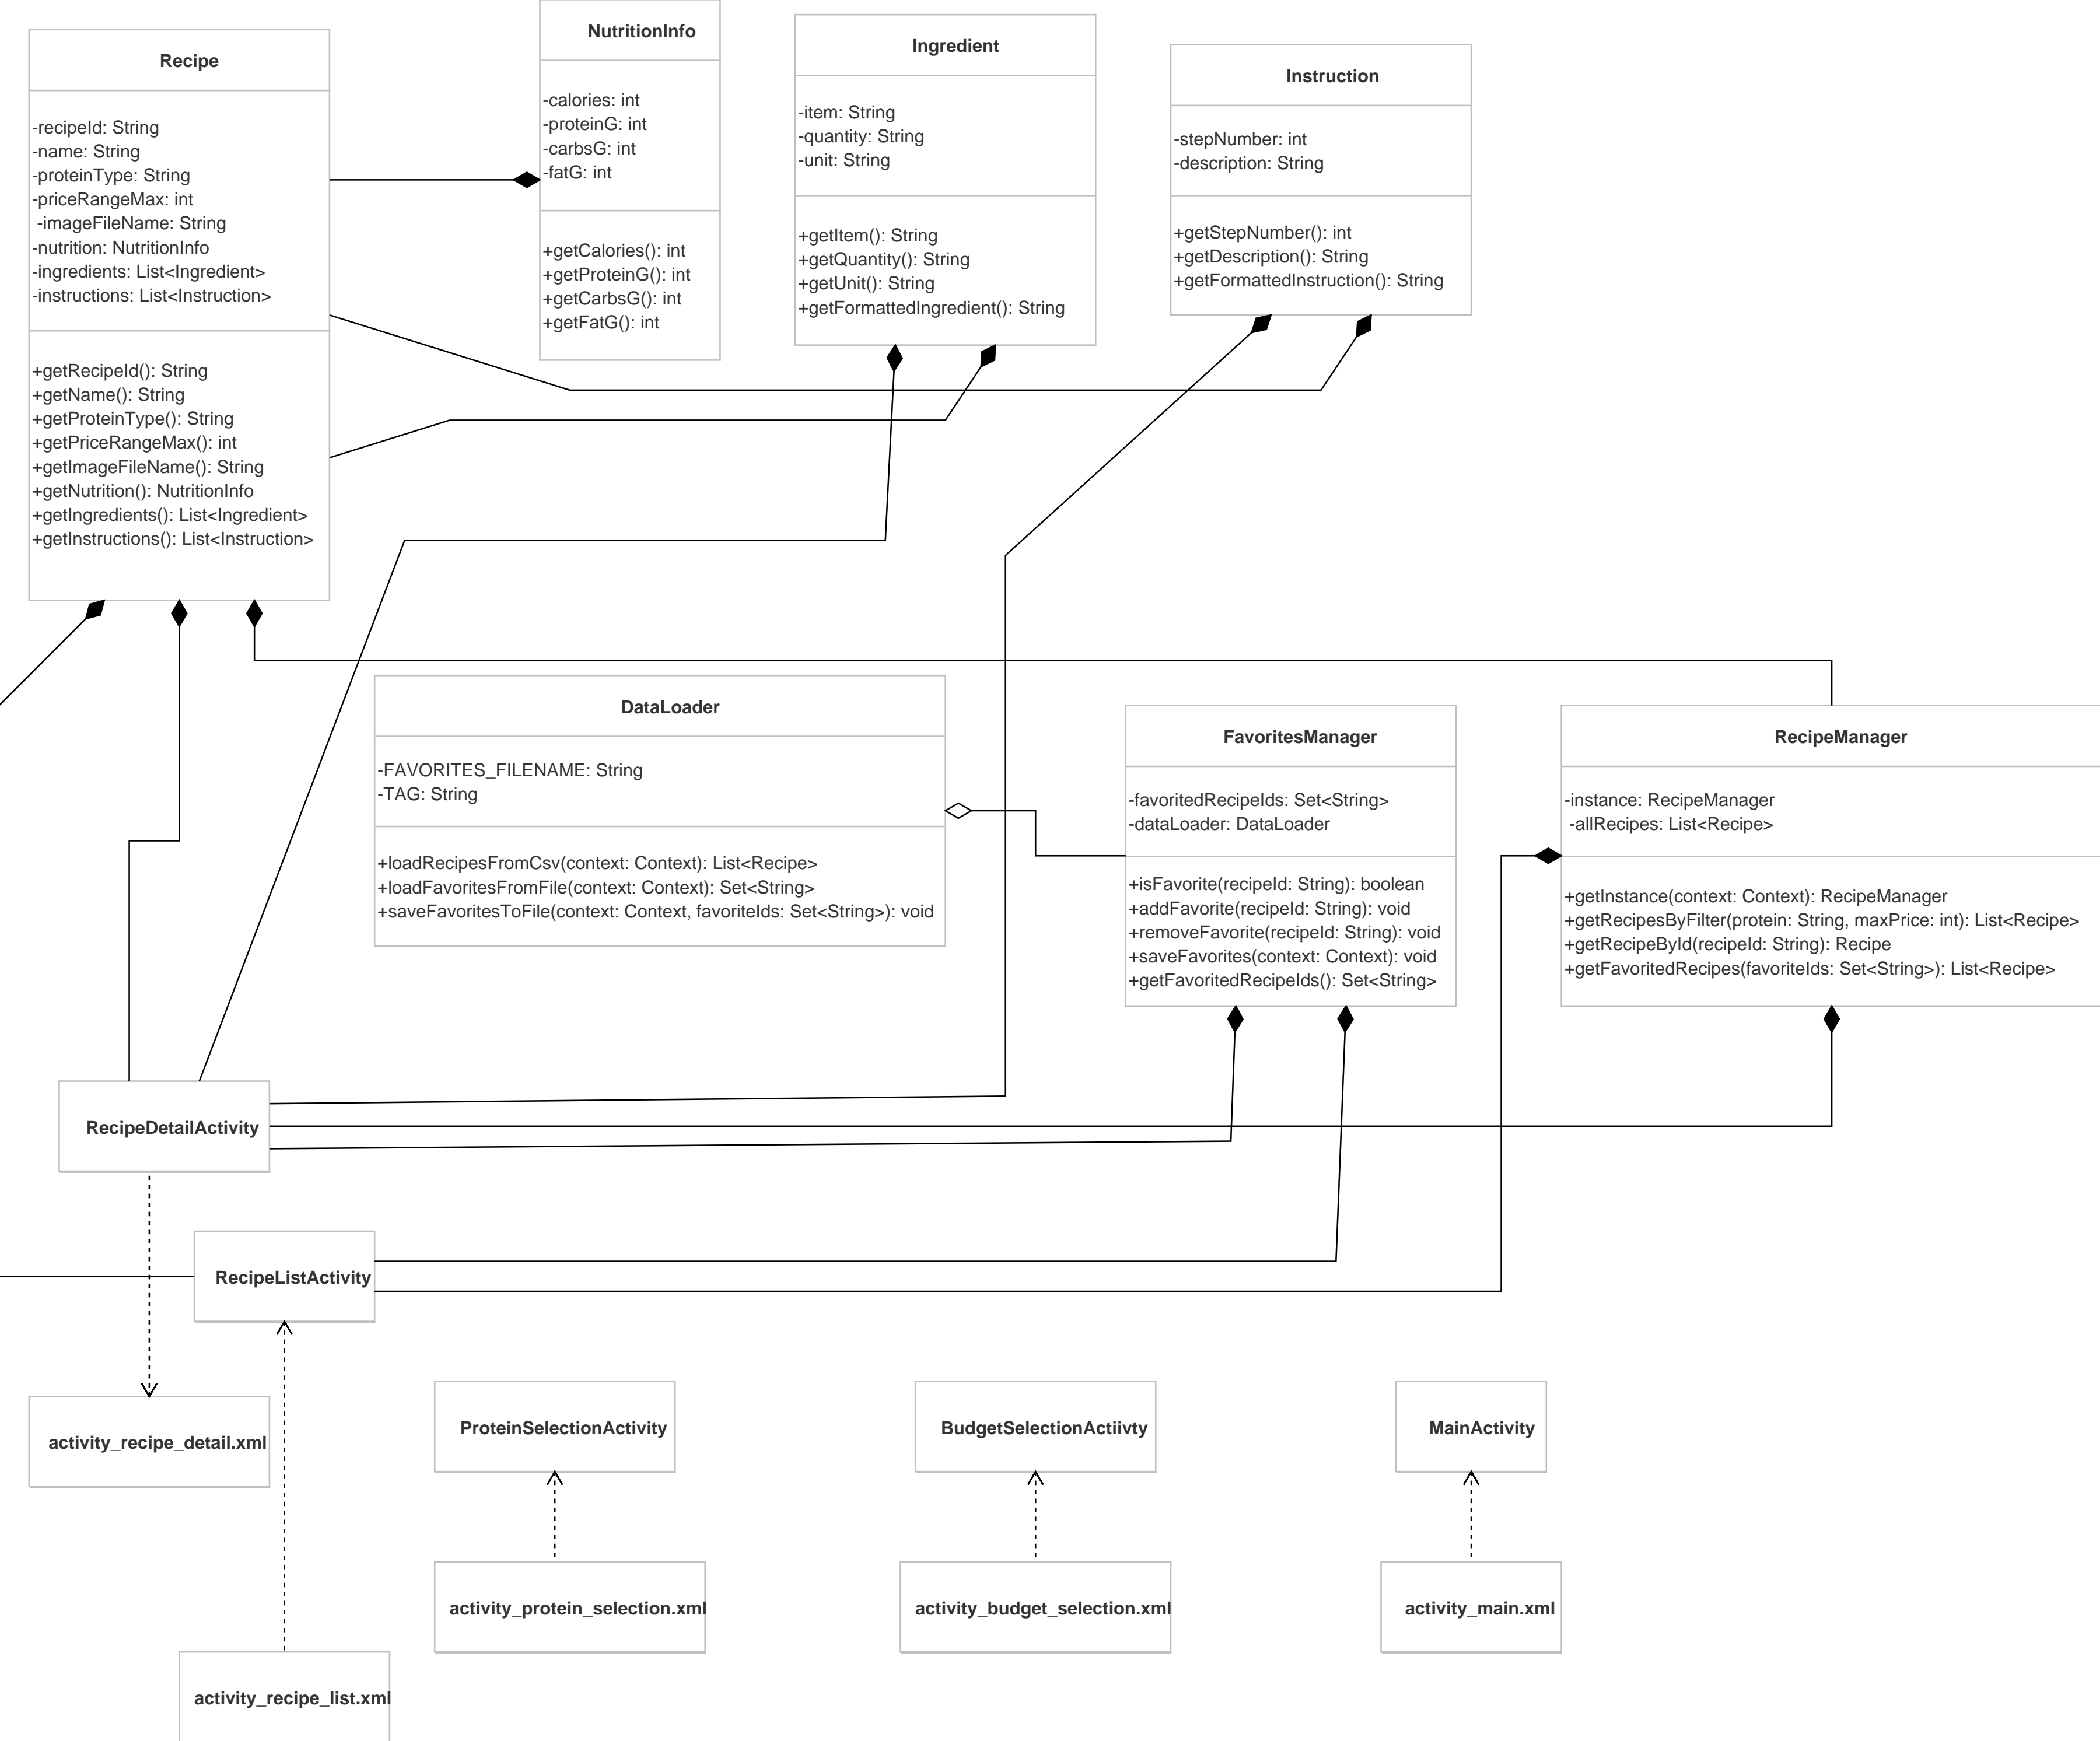 Recipe
-recipeId: String
-name: String
-proteinType: String
-priceRangeMax: int
-imageFileName: String
-nutrition: NutritionInfo
-ingredients: List<Ingredient>
-instructions: List<Instruction>
+getRecipeId(): String
+getName(): String
+getProteinType(): String
+getPriceRangeMax(): int
+getImageFileName(): String
+getNutrition(): NutritionInfo
+getIngredients(): List<Ingredient>
+getInstructions(): List<Instruction>
NutritionInfo
-calories: int
-proteinG: int
-carbsG: int
-fatG: int
+getCalories(): int
+getProteinG(): int
+getCarbsG(): int
+getFatG(): int
Ingredient
-item: String
-quantity: String
-unit: String
+getItem(): String
+getQuantity(): String
+getUnit(): String
+getFormattedIngredient(): String
Instruction
-stepNumber: int
-description: String
+getStepNumber(): int
+getDescription(): String
+getFormattedInstruction(): String
DataLoader
-FAVORITES_FILENAME: String
-TAG: String
+loadRecipesFromCsv(context: Context): List<Recipe>
+loadFavoritesFromFile(context: Context): Set<String>
+saveFavoritesToFile(context: Context, favoriteIds: Set<String>): void
FavoritesManager
-favoritedRecipeIds: Set<String>
-dataLoader: DataLoader
+isFavorite(recipeId: String): boolean
+addFavorite(recipeId: String): void
+removeFavorite(recipeId: String): void
+saveFavorites(context: Context): void
+getFavoritedRecipeIds(): Set<String>
RecipeManager
-instance: RecipeManager
-allRecipes: List<Recipe>
+getInstance(context: Context): RecipeManager
+getRecipesByFilter(protein: String, maxPrice: int): List<Recipe>
+getRecipeById(recipeId: String): Recipe
+getFavoritedRecipes(favoriteIds: Set<String>): List<Recipe>
RecipeDetailActivity
RecipeListActivity
activity_recipe_detail.xml
ProteinSelectionActivity
BudgetSelectionActiivty
MainActivity
activity_protein_selection.xml
activity_budget_selection.xml
activity_main.xml
activity_recipe_list.xml